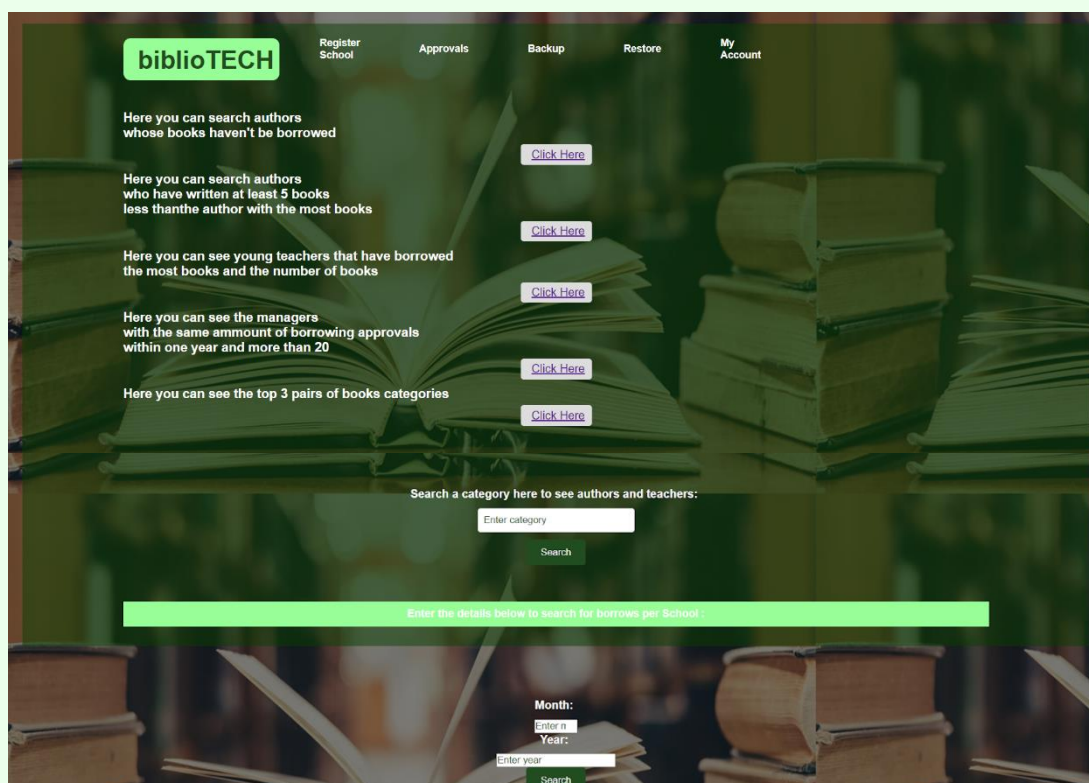 biblioTECH
Register
School
Approvals
Backup
Restore
My
Account
Here you can search authors
whose books haven't be borrowed
Click Here
Here you can search authors
who have written at least 5 books
less thanthe author with the most books
Click Here
Here you can see young teachers that have borrowed
the most books and the number of books
Click Here
Here you can see the managers
with the same ammount of borrowing approvals
within one year and more than 20
Click Here
Here you can see the top 3 pairs of books categories
Click Here
Search a category here to see authors and teachers:
Enter category
Search
Enter the details below to search for borrows per School :
Month:
Enter n
Year:
Enter year
Search